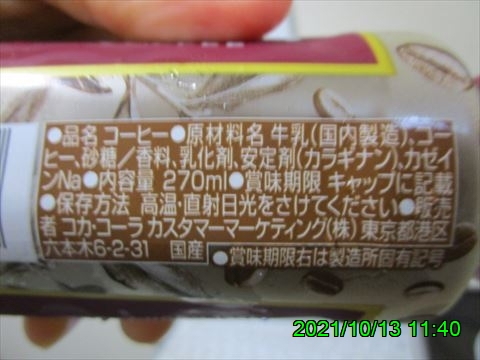 ●品名 コーヒー●原材料名 牛乳(国内製造)、コー
ヒー、砂糖/香料、乳化剤、安定剤(カラギナン)、カゼイ
ンNa●内容量 270ml●賞味期限 キャップに記載
●保存方法 高温・直射日光をさけてください●販売
者 コカ・コーラ カスタマーマーケティング(株) 東京都港区
六本木6-2-31 国産
●賞味期限右は製造所固有記号
2021/10/13 11:40